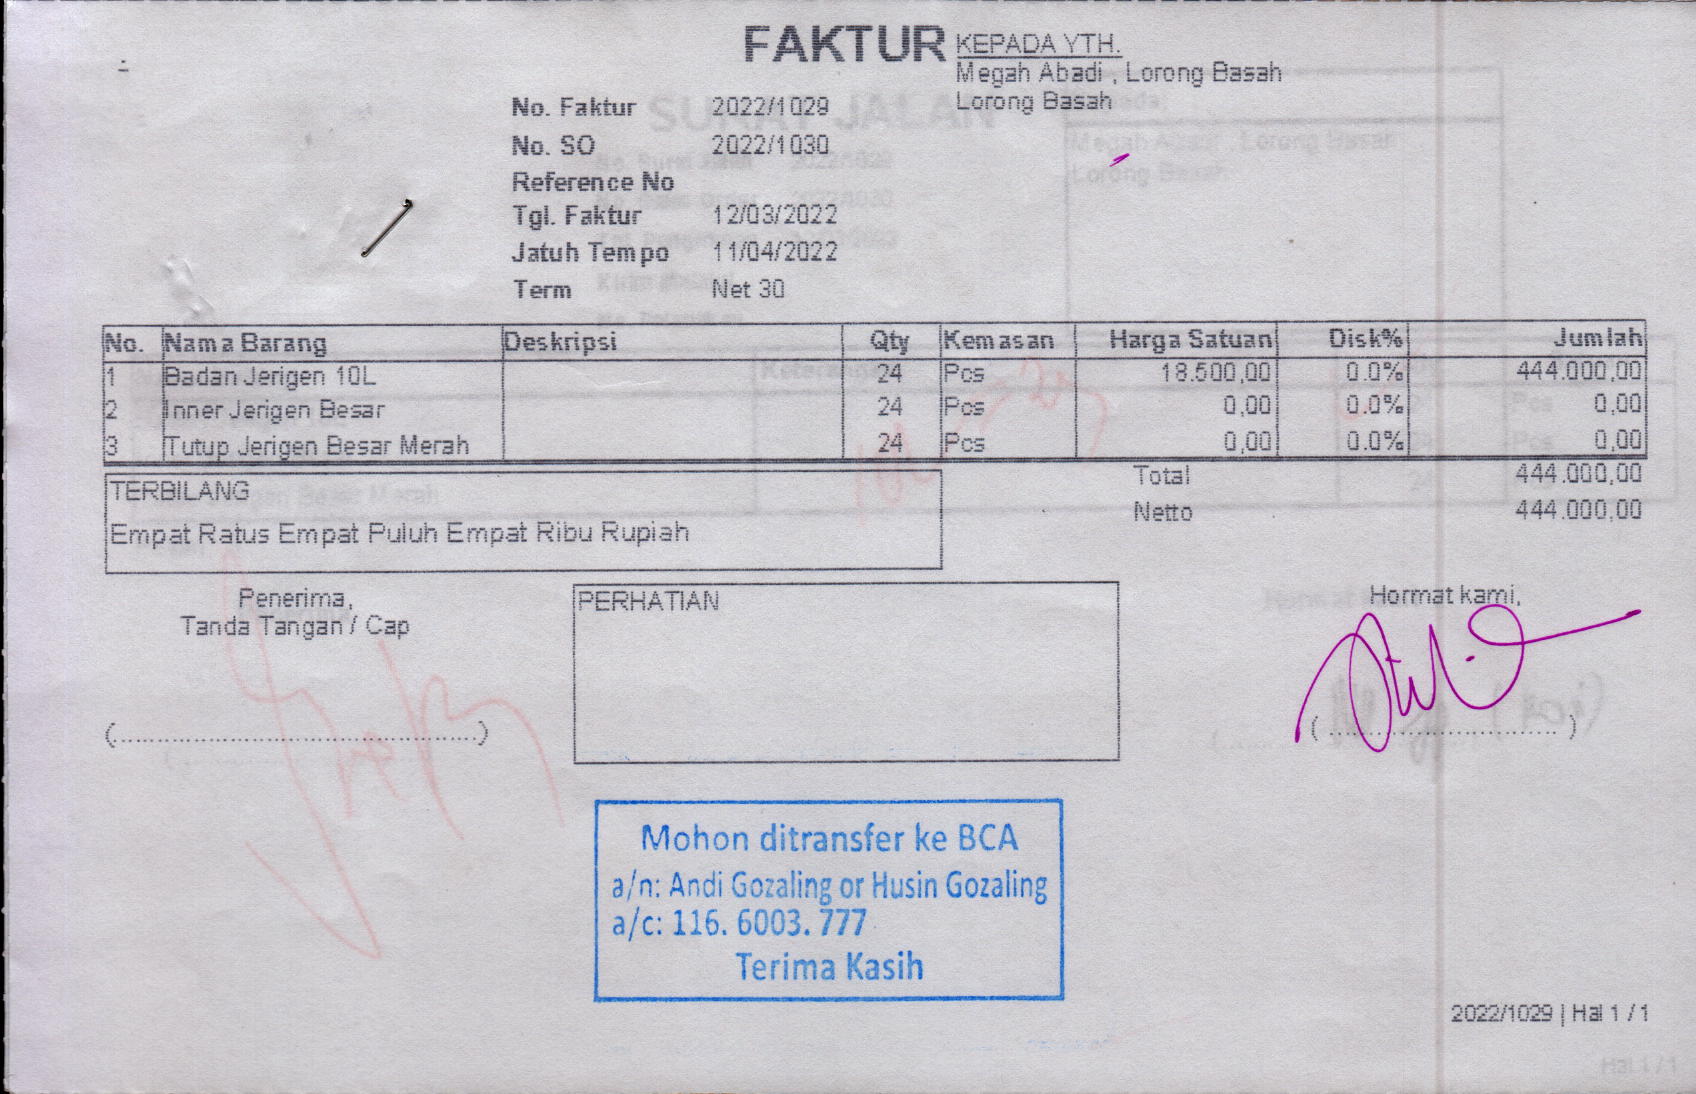 FAKTUR
KEPADA YTH.
Megah Abadi , Lorong Basah
Lorong Basah
No. Faktur 2022/1029
No. SO 2022/1030
Reference No
Tgl. Faktur 12/03/2022
Jatuh Tempo 11/04/2022
Term Net 30
No. Nama Barang Deskripsi Qty Kemasan Harga Satuan Disk% Jumlah
1 Badan Jerigen 10L 24 Pcs 18.500,00 0.0% 444.000,00
2 Inner Jerigen Besar 24 Pcs 0,00 0.0% 0,00
3 Tutup Jerigen Besar Merah 24 Pcs 0,00 0.0% 0,00
Total 444.000,00
Netto 444.000,00
TERBILANG
Empat Ratus Empat Puluh Empat Ribu Rupiah
Penerima,
Tanda Tangan / Cap
PERHATIAN
Hormat kami,
Mohon ditransfer ke BCA
a/n: Andi Gozaling or Husin Gozaling
a/c: 116. 6003. 777
Terima Kasih
2022/1029 | Hal 1 / 1